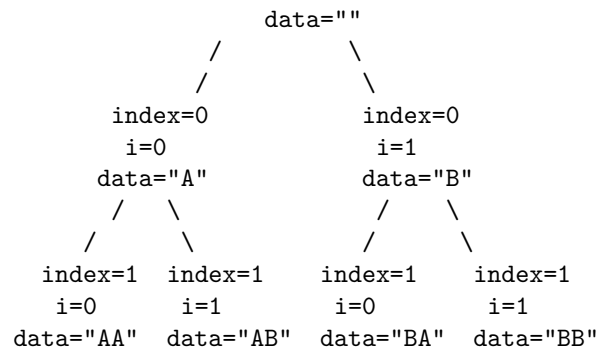 data=""
/ \
/ \
index=0 index=0
i=0 i=1
data="A" data="B"
/ \ / \
/ \ / \
index=1 index=1 index=1 index=1
i=0 i=1 i=0 i=1
data="AA" data="AB" data="BA" data="BB"